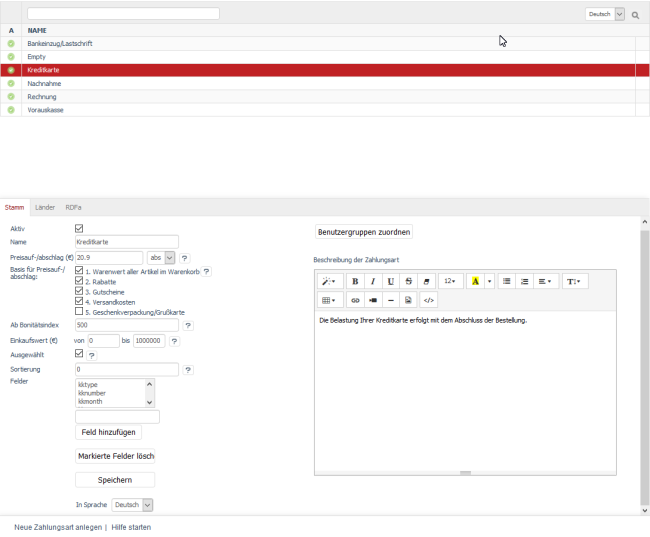 Deutsch
A NAME
Bankeinzug/Lastschrift
Empty
Kreditkarte
Nachnahme
Rechnung
Vorauskasse
Stamm Länder RDFa
Aktiv
Name Kreditkarte
Preisauf-/abschlag (€) 20.9 abs ?
Basis für Preisauf-/
abschlag:
1. Warenwert aller Artikel im Warenkorb ?
2. Rabatte
3. Gutscheine
4. Versandkosten
5. Geschenkverpackung/Grußkarte
Ab Bonitätsindex 500 ?
Einkaufswert (€) von 0 bis 1000000 ?
Ausgewählt ?
Sortierung 0 ?
Felder
kktype
kknumber
kkmonth
Feld hinzufügen
Markierte Felder lösch
Speichern
In Sprache Deutsch
Benutzergruppen zuordnen
Beschreibung der Zahlungsart
B I U S 12 A T
</>
Die Belastung Ihrer Kreditkarte erfolgt mit dem Abschluss der Bestellung.
Neue Zahlungsart anlegen | Hilfe starten